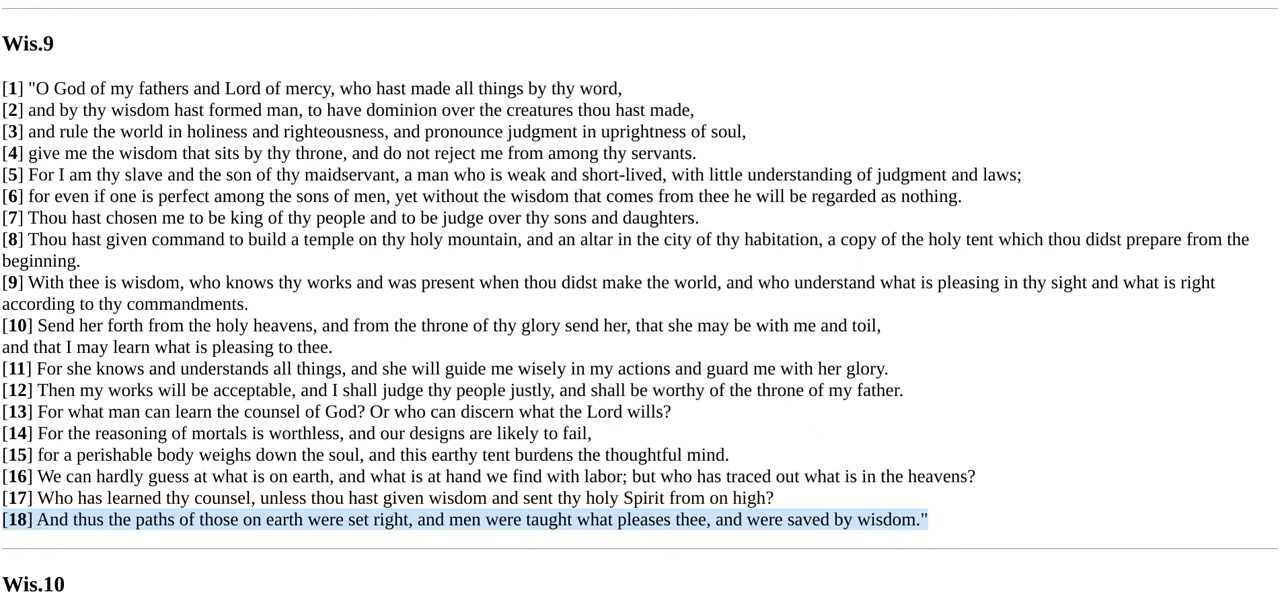 Wis.9
[1] "O God of my fathers and Lord of mercy, who hast made all things by thy word,
[2] and by thy wisdom hast formed man, to have dominion over the creatures thou hast made,
[3] and rule the world in holiness and righteousness, and pronounce judgment in uprightness of soul,
[4] give me the wisdom that sits by thy throne, and do not reject me from among thy servants.
[5] For I am thy slave and the son of thy maidservant, a man who is weak and short-lived, with little understanding of judgment and laws;
[6] for even if one is perfect among the sons of men, yet without the wisdom that comes from thee he will be regarded as nothing.
[7] Thou hast chosen me to be king of thy people and to be judge over thy sons and daughters.
[8] Thou hast given command to build a temple on thy holy mountain, and an altar in the city of thy habitation, a copy of the holy tent which thou didst prepare from the
beginning.
[9] With thee is wisdom, who knows thy works and was present when thou didst make the world, and who understand what is pleasing in thy sight and what is right
according to thy commandments.
[10] Send her forth from the holy heavens, and from the throne of thy glory send her, that she may be with me and toil,
and that I may learn what is pleasing to thee.
[11] For she knows and understands all things, and she will guide me wisely in my actions and guard me with her glory.
[12] Then my works will be acceptable, and I shall judge thy people justly, and shall be worthy of the throne of my father.
[13] For what man can learn the counsel of God? Or who can discern what the Lord wills?
[14] For the reasoning of mortals is worthless, and our designs are likely to fail,
[15] for a perishable body weighs down the soul, and this earthy tent burdens the thoughtful mind.
[16] We can hardly guess at what is on earth, and what is at hand we find with labor; but who has traced out what is in the heavens?
[17] Who has learned thy counsel, unless thou hast given wisdom and sent thy holy Spirit from on high?
[18] And thus the paths of those on earth were set right, and men were taught what pleases thee, and were saved by wisdom."
Wis.10